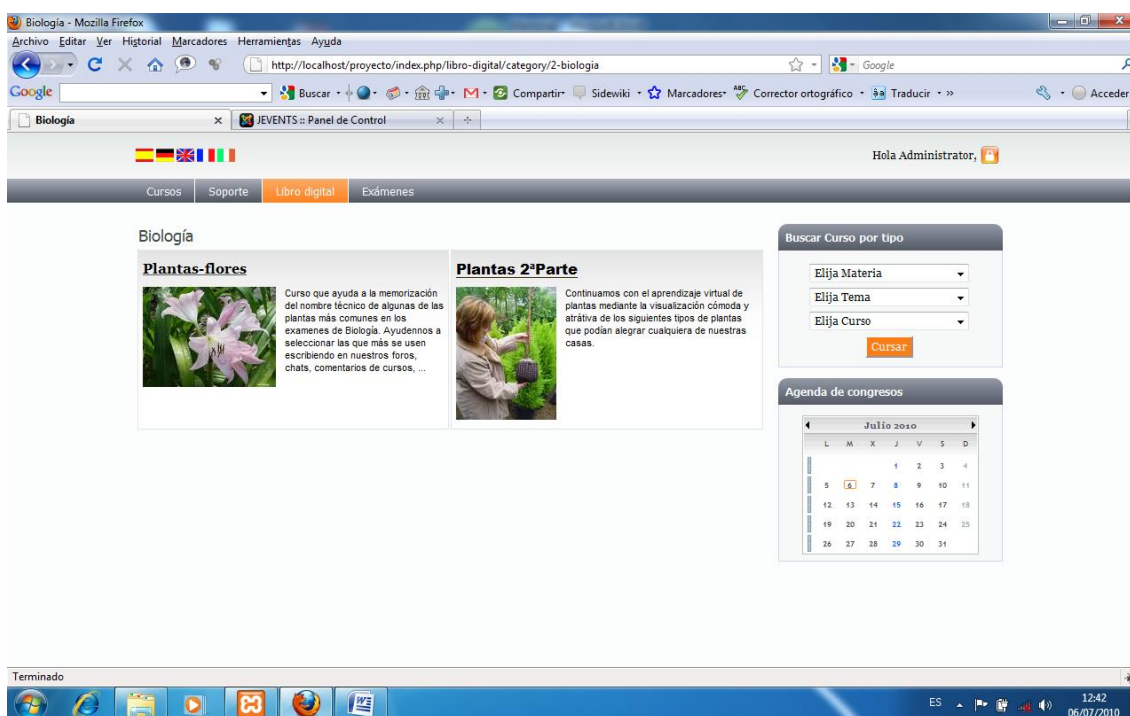 Biología - Mozilla Firefox
Archivo Editar Ver Historial Marcadores Herramientas Ayuda
http://localhost/proyecto/index.php/libro-digital/category/2-biologia
Google
Google
Buscar
Compartir
Sidewiki
Marcadores
Corrector ortográfico
Traducir
Acceder
Biología
JEVENTS :: Panel de Control
Hola Administrator,
Cursos Soporte Libro digital Exámenes
Biología
Plantas-flores
Curso que ayuda a la memorización
del nombre técnico de algunas de las
plantas más comunes en los
examenes de Biología. Ayudennos a
seleccionar las que más se usen
escribiendo en nuestros foros,
chats, comentarios de cursos, ...
Plantas 2ªParte
Continuamos con el aprendizaje virtual de
plantas mediante la visualización cómoda y
atrátiva de los siguientes tipos de plantas
que podían alegrar cualquiera de nuestras
casas.
Buscar Curso por tipo
Elija Materia
Elija Tema
Elija Curso
Cursar
Agenda de congresos
Julio 2010
L M X J V S D
1 2 3 4
5 6 7 8 9 10 11
12 13 14 15 16 17 18
19 20 21 22 23 24 25
26 27 28 29 30 31
Terminado
ES
12:42
06/07/2010